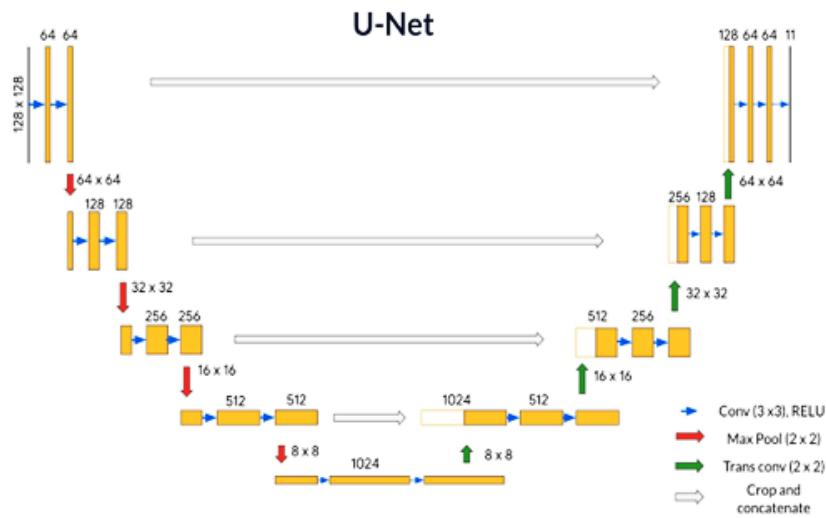 U-Net
64 64
128 64 64 11
128 x 128
64 x 64
64 x 64
128 128
256 128
32 x 32
32 x 32
256 256
512 256
16 x 16
16 x 16
512 512
1024 512
8 x 8
8 x 8
1024
Conv (3 x3), RELU
Max Pool (2 x 2)
Trans conv (2 x 2)
Crop and
concatenate